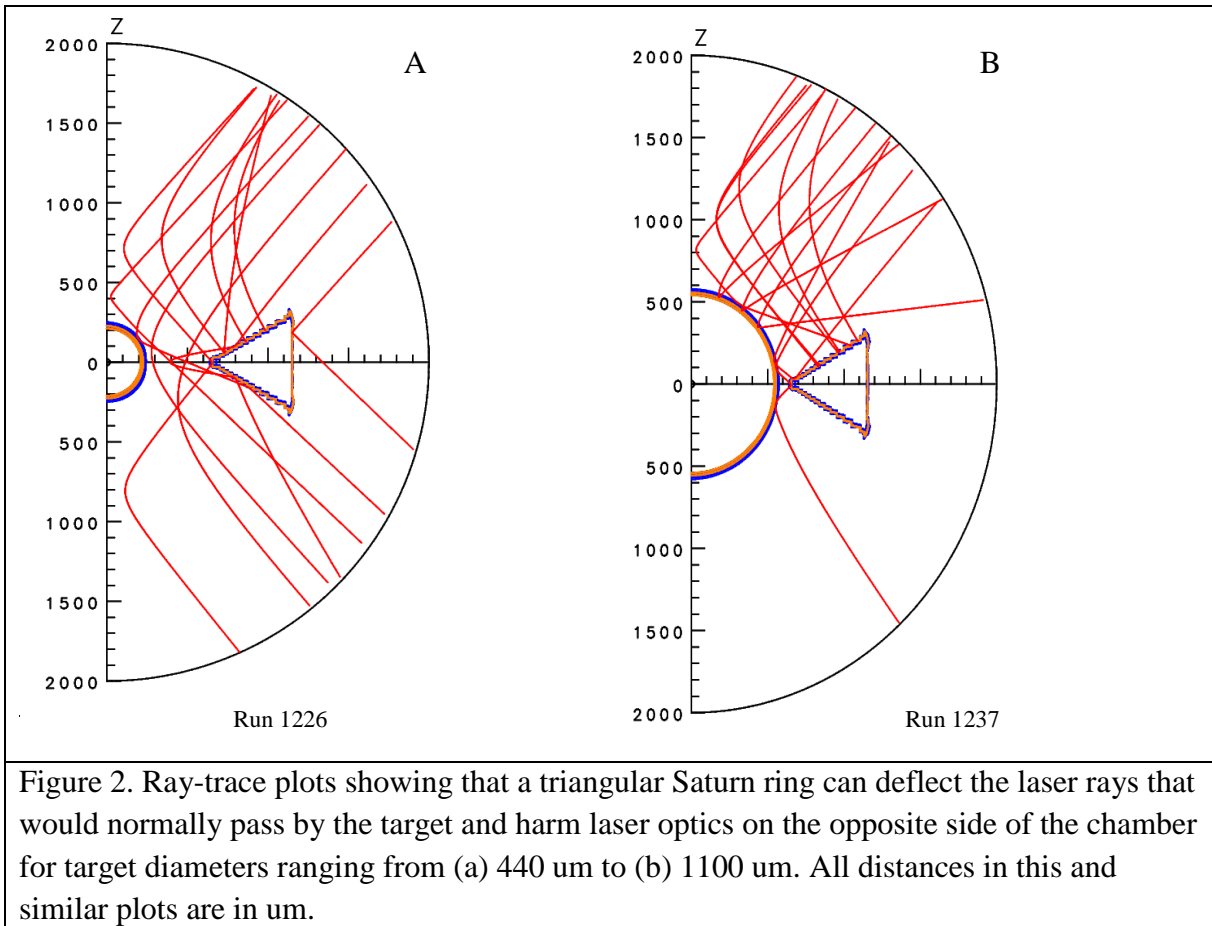 Z
A
2000
1500
1000
500
0
500
1000
1500
2000
Run 1226
Z
B
2000
1500
1000
500
0
500
1000
1500
2000
Run 1237
Figure 2. Ray-trace plots showing that a triangular Saturn ring can deflect the laser rays that
would normally pass by the target and harm laser optics on the opposite side of the chamber
for target diameters ranging from (a) 440 um to (b) 1100 um. All distances in this and
similar plots are in um.